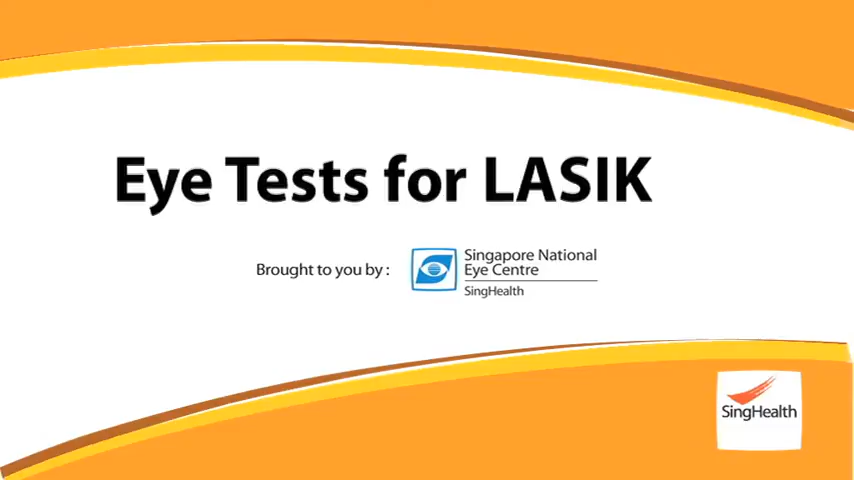 Eye Tests for LASIK
Brought to you by :
Singapore National
Eye Centre
SingHealth
SingHealth